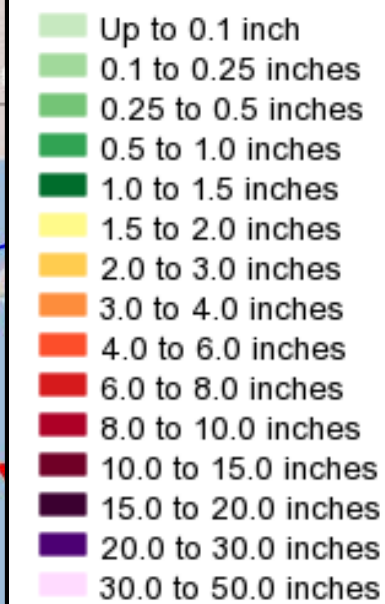 Up to 0.1 inch
0.1 to 0.25 inches
0.25 to 0.5 inches
0.5 to 1.0 inches
1.0 to 1.5 inches
1.5 to 2.0 inches
2.0 to 3.0 inches
3.0 to 4.0 inches
4.0 to 6.0 inches
6.0 to 8.0 inches
8.0 to 10.0 inches
10.0 to 15.0 inches
15.0 to 20.0 inches
20.0 to 30.0 inches
30.0 to 50.0 inches